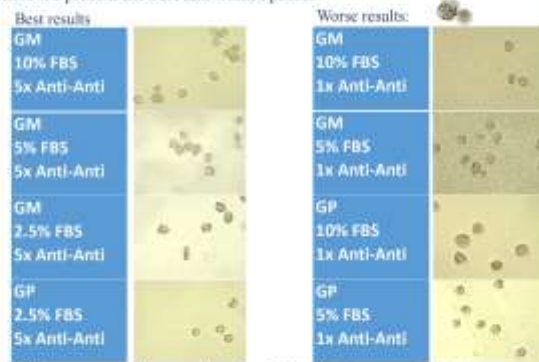 Best results
GM
10% FBS
5x Anti-Anti
GM
5% FBS
5x Anti-Anti
GM
2.5% FBS
5x Anti-Anti
GP
2.5% FBS
5x Anti-Anti
Worse results:
GM
10% FBS
1x Anti-Anti
GM
5% FBS
1x Anti-Anti
GP
10% FBS
1x Anti-Anti
GP
5% FBS
1x Anti-Anti